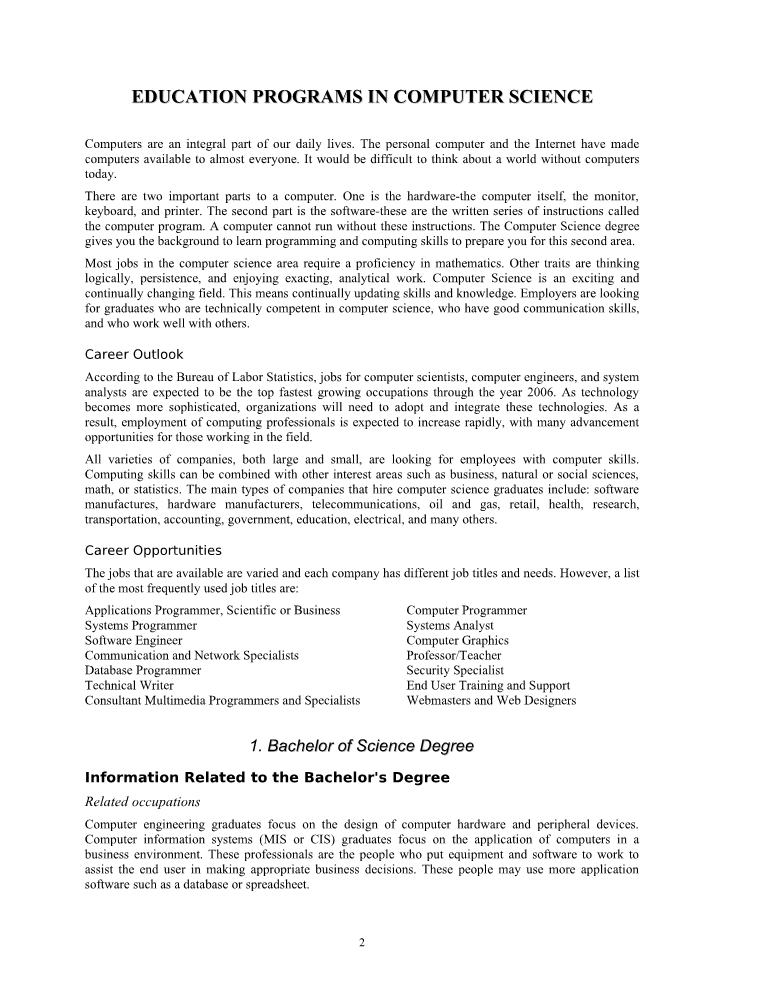 EDUCATION PROGRAMS IN COMPUTER SCIENCE
Computers are an integral part of our daily lives. The personal computer and the Internet have made
computers available to almost everyone. It would be difficult to think about a world without computers
today.
There are two important parts to a computer. One is the hardware-the computer itself, the monitor,
keyboard, and printer. The second part is the software-these are the written series of instructions called
the computer program. A computer cannot run without these instructions. The Computer Science degree
gives you the background to learn programming and computing skills to prepare you for this second area.
Most jobs in the computer science area require a proficiency in mathematics. Other traits are thinking
logically, persistence, and enjoying exacting, analytical work. Computer Science is an exciting and
continually changing field. This means continually updating skills and knowledge. Employers are looking
for graduates who are technically competent in computer science, who have good communication skills,
and who work well with others.
Career Outlook
According to the Bureau of Labor Statistics, jobs for computer scientists, computer engineers, and system
analysts are expected to be the top fastest growing occupations through the year 2006. As technology
becomes more sophisticated, organizations will need to adopt and integrate these technologies. As a
result, employment of computing professionals is expected to increase rapidly, with many advancement
opportunities for those working in the field.
All varieties of companies, both large and small, are looking for employees with computer skills.
Computing skills can be combined with other interest areas such as business, natural or social sciences,
math, or statistics. The main types of companies that hire computer science graduates include: software
manufactures, hardware manufacturers, telecommunications, oil and gas, retail, health, research,
transportation, accounting, government, education, electrical, and many others.
Career Opportunities
The jobs that are available are varied and each company has different job titles and needs. However, a list
of the most frequently used job titles are:
Applications Programmer, Scientific or Business
Systems Programmer
Software Engineer
Communication and Network Specialists
Database Programmer
Technical Writer
Consultant Multimedia Programmers and Specialists
Computer Programmer
Systems Analyst
Computer Graphics
Professor/Teacher
Security Specialist
End User Training and Support
Webmasters and Web Designers
1. Bachelor of Science Degree
Information Related to the Bachelor's Degree
Related occupations
Computer engineering graduates focus on the design of computer hardware and peripheral devices.
Computer information systems (MIS or CIS) graduates focus on the application of computers in a
business environment. These professionals are the people who put equipment and software to work to
assist the end user in making appropriate business decisions. These people may use more application
software such as a database or spreadsheet.
2